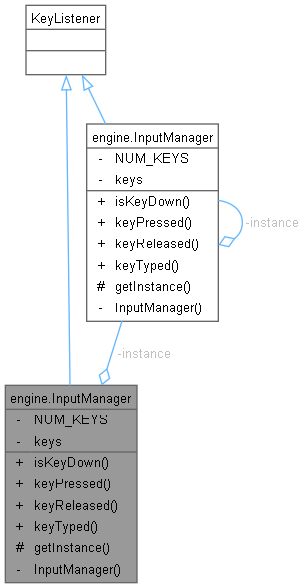 KeyListener
engine.InputManager
- NUM_KEYS
- keys
+ isKeyDown()
+ keyPressed()
+ keyReleased()
+ keyTyped()
# getInstance()
- InputManager()
-instance
-instance
engine.InputManager
- NUM_KEYS
- keys
+ isKeyDown()
+ keyPressed()
+ keyReleased()
+ keyTyped()
# getInstance()
- InputManager()